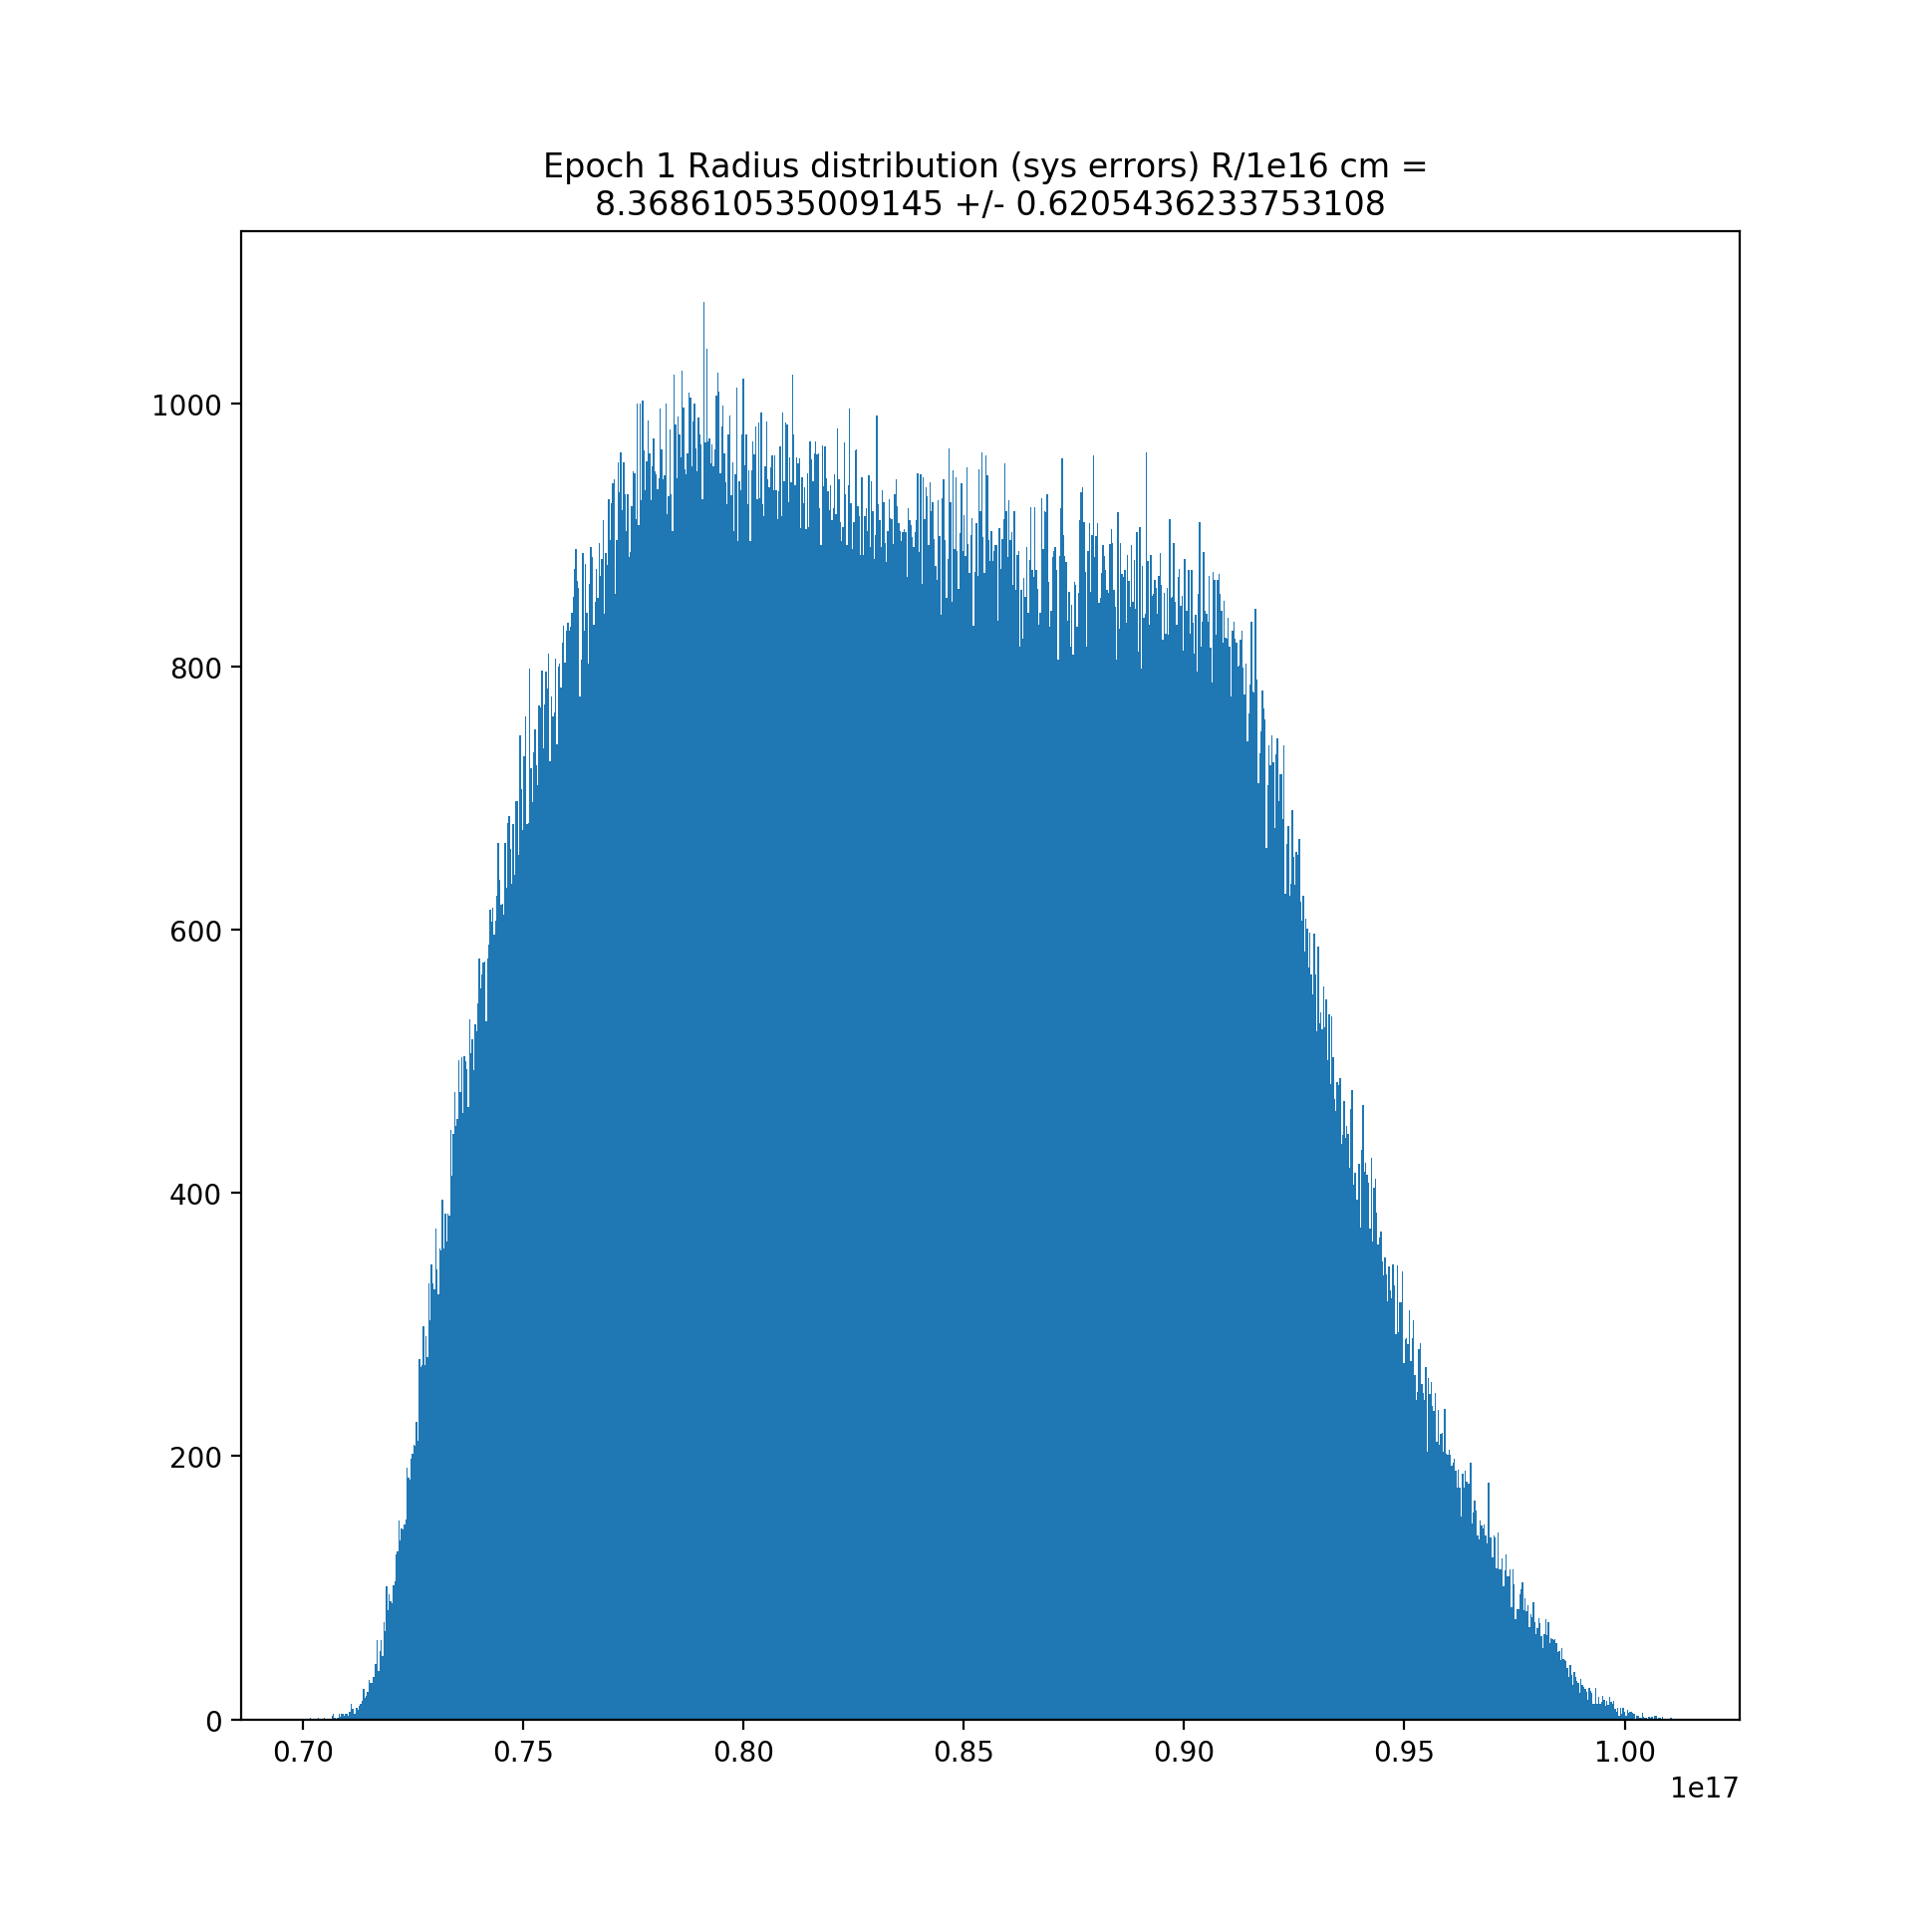 Epoch 1 Radius distribution (sys errors) R/1e16 cm =
8.368610535009145 +/- 0.6205436233753108
1000
800
600
400
200
0
0.70 0.75 0.80 0.85 0.90 0.95 1.00
1e17